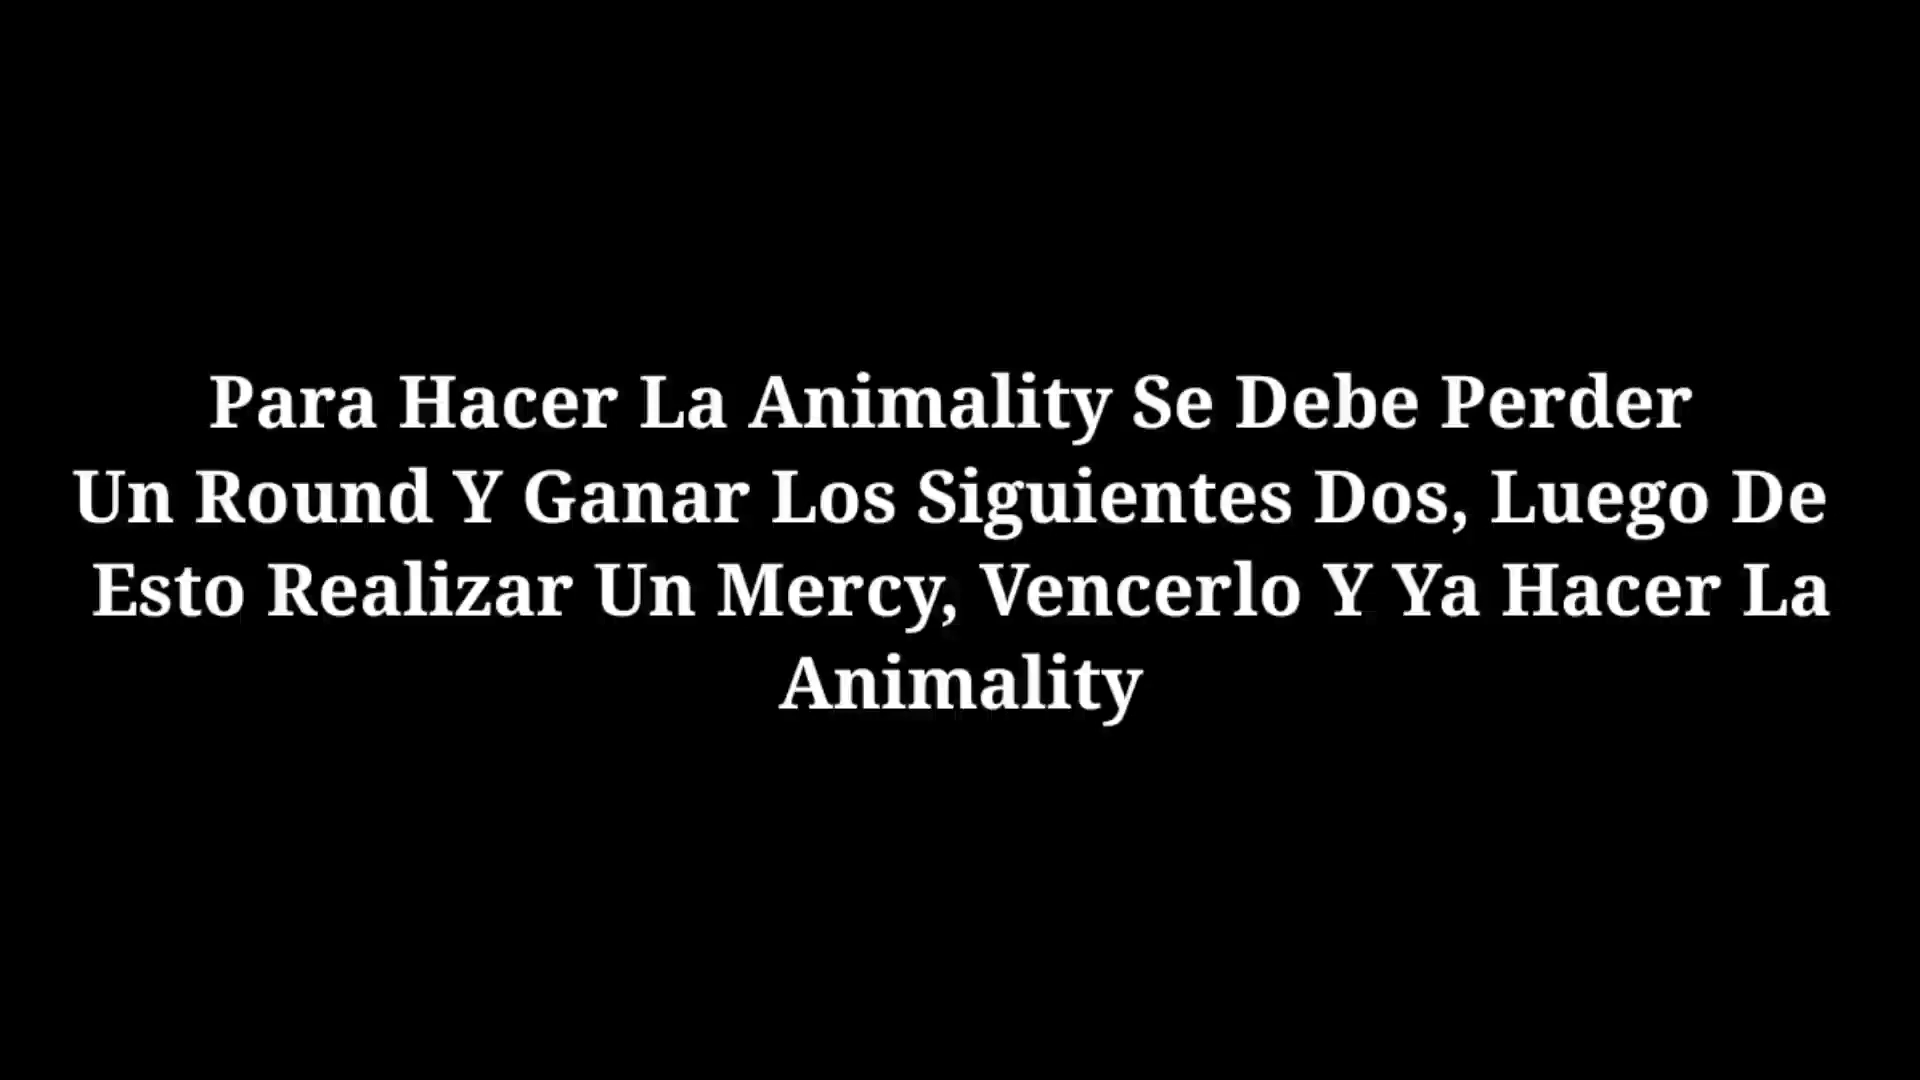 Para Hacer La Animality Se Debe Perder
Un Round Y Ganar Los Siguientes Dos, Luego De
Esto Realizar Un Mercy, Vencerlo Y Ya Hacer La
Animality